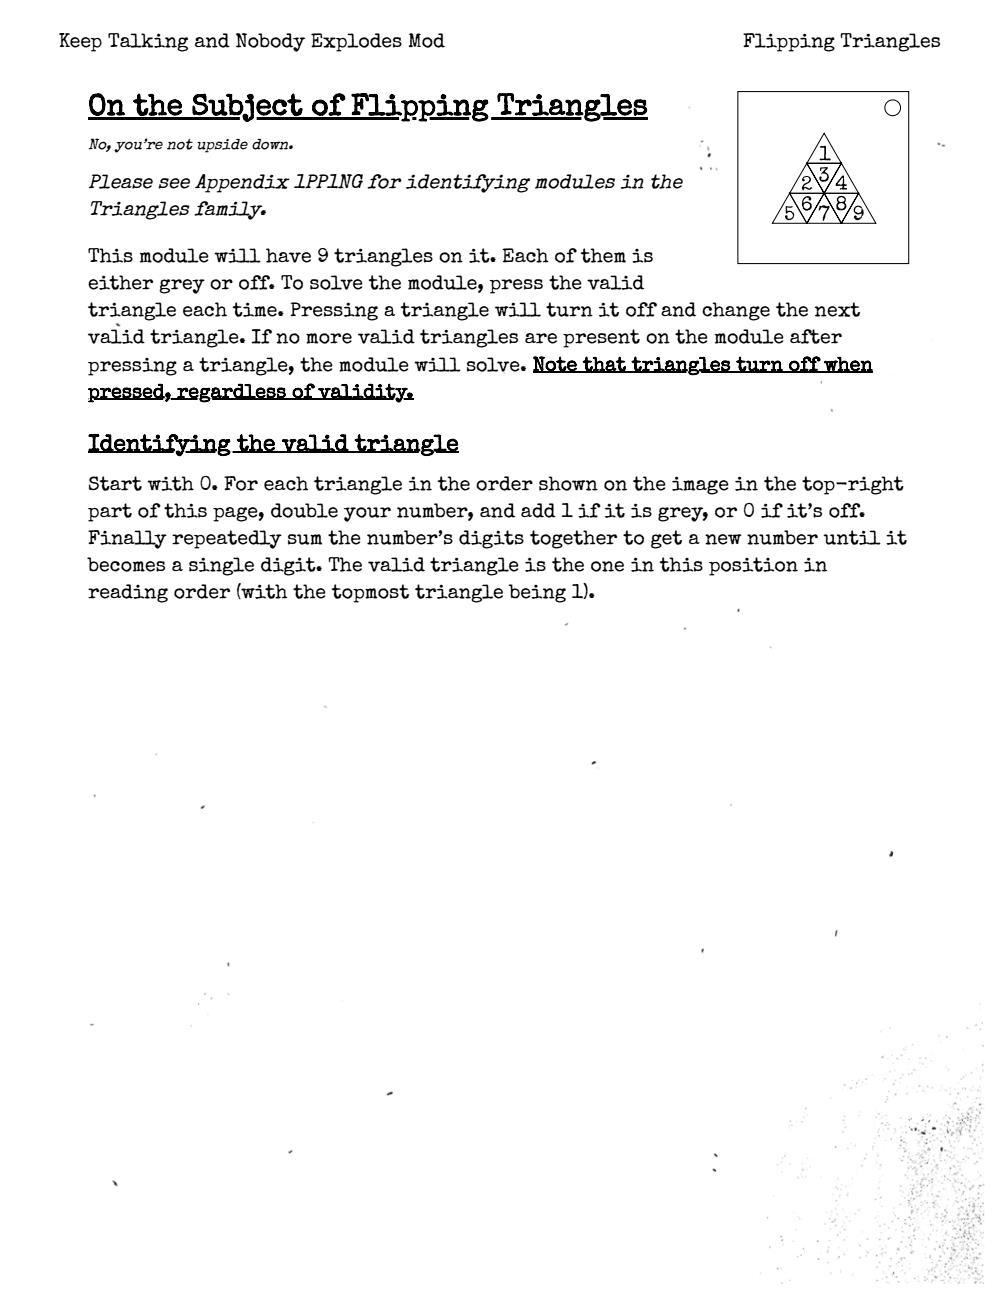 Keep Talking and Nobody Explodes Mod
Flipping Triangles
On the Subject of Flipping Triangles
No, you're not upside down.
Please see Appendix 1PP1NG for identifying modules in the
Triangles family.
1
2 3 4
5 6 7 8 9
This module will have 9 triangles on it. Each of them is
either grey or off. To solve the module, press the valid
triangle each time. Pressing a triangle will turn it off and change the next
valid triangle. If no more valid triangles are present on the module after
pressing a triangle, the module will solve. Note that triangles turn off when
pressed, regardless of validity.
Identifying the valid triangle
Start with 0. For each triangle in the order shown on the image in the top-right
part of this page, double your number, and add 1 if it is grey, or 0 if it's off.
Finally repeatedly sum the number's digits together to get a new number until it
becomes a single digit. The valid triangle is the one in this position in
reading order (with the topmost triangle being 1).